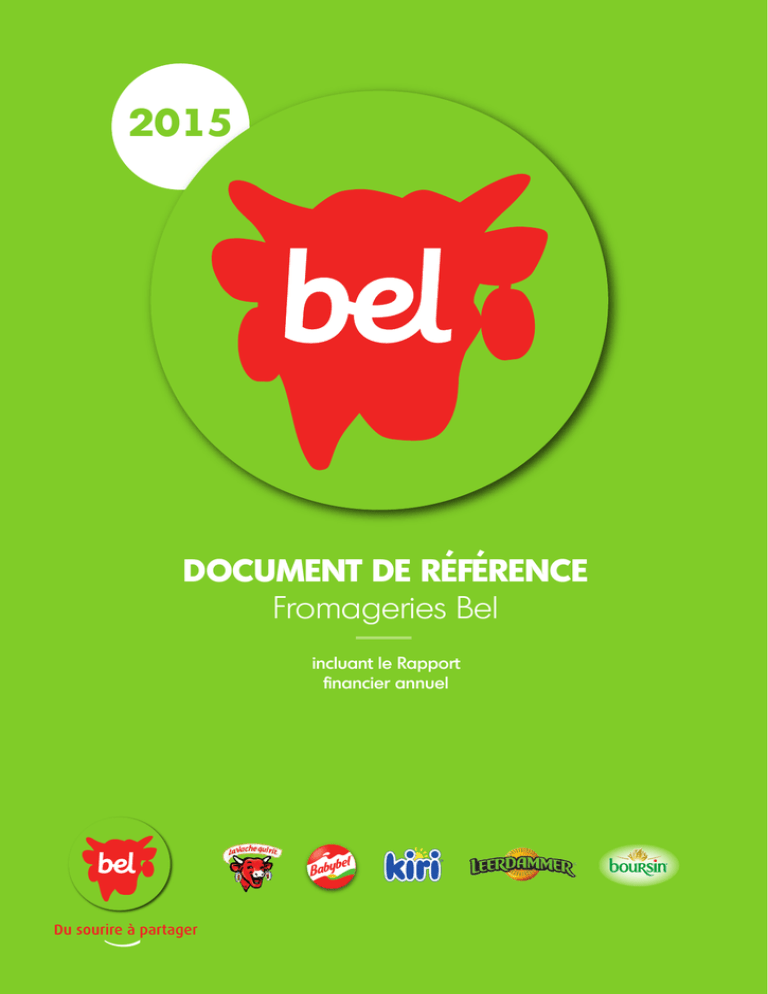 2015
bel
DOCUMENT DE RÉFÉRENCE
Fromageries Bel
incluant le Rapport
financier annuel
bel
La vache qui rit
Babybel
kiri
LEERDAMMER
boursin
Du sourire à partager